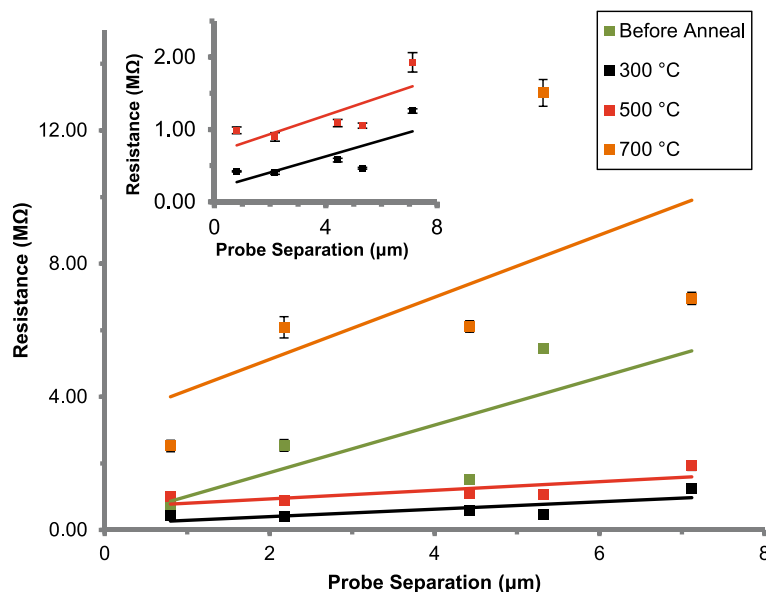 Before Anneal
300 °C
500 °C
700 °C
2.00
1.00
0.00
Resistance (MΩ)
0 4 8
Probe Separation (µm)
12.00
8.00
4.00
0.00
Resistance (MΩ)
0 2 4 6 8
Probe Separation (µm)